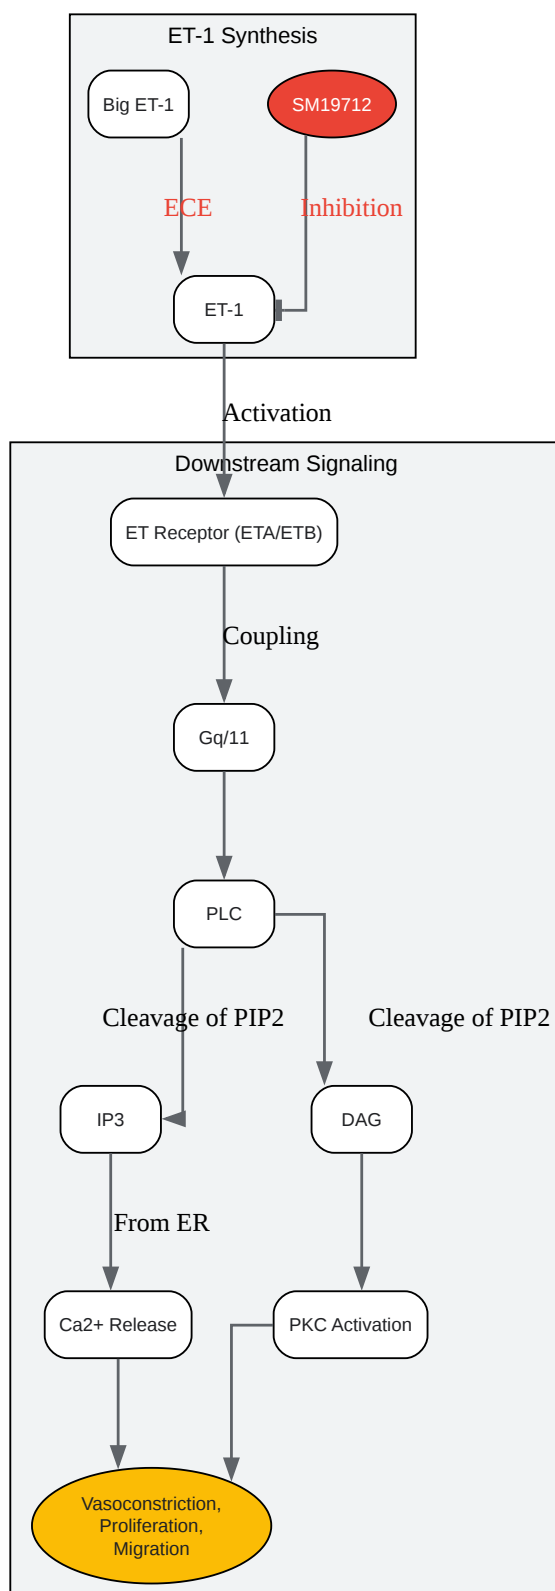 ET-1 Synthesis
Big ET-1
SM19712
ECE
Inhibition
ET-1
Activation
Downstream Signaling
ET Receptor (ETA/ETB)
Coupling
Gq/11
PLC
Cleavage of PIP2
Cleavage of PIP2
IP3
DAG
From ER
Ca2+ Release
PKC Activation
Vasoconstriction,
Proliferation,
Migration